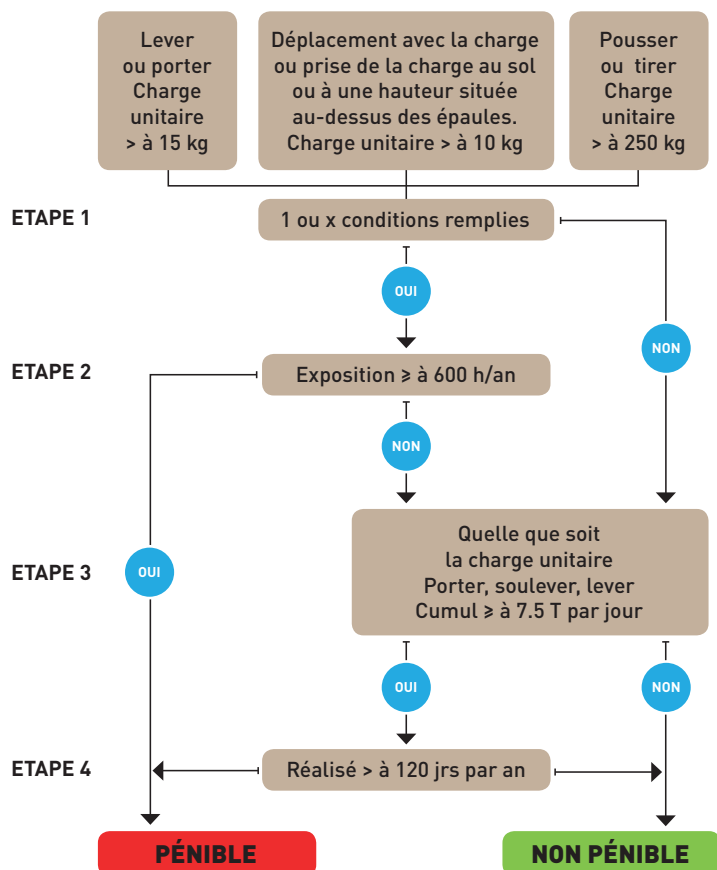 Lever
ou porter
Charge
unitaire
> à 15 kg
Déplacement avec la charge
ou prise de la charge au sol
ou à une hauteur située
au-dessus des épaules.
Charge unitaire > à 10 kg
Pousser
ou tirer
Charge
unitaire
> à 250 kg
ETAPE 1
1 ou x conditions remplies
OUI
NON
ETAPE 2
Exposition ⩾ à 600 h/an
NON
ETAPE 3
OUI
Quelle que soit
la charge unitaire
Porter, soulever, lever
Cumul ⩾ à 7.5 T par jour
OUI
NON
ETAPE 4
Réalisé > à 120 jrs par an
PÉNIBLE
NON PÉNIBLE